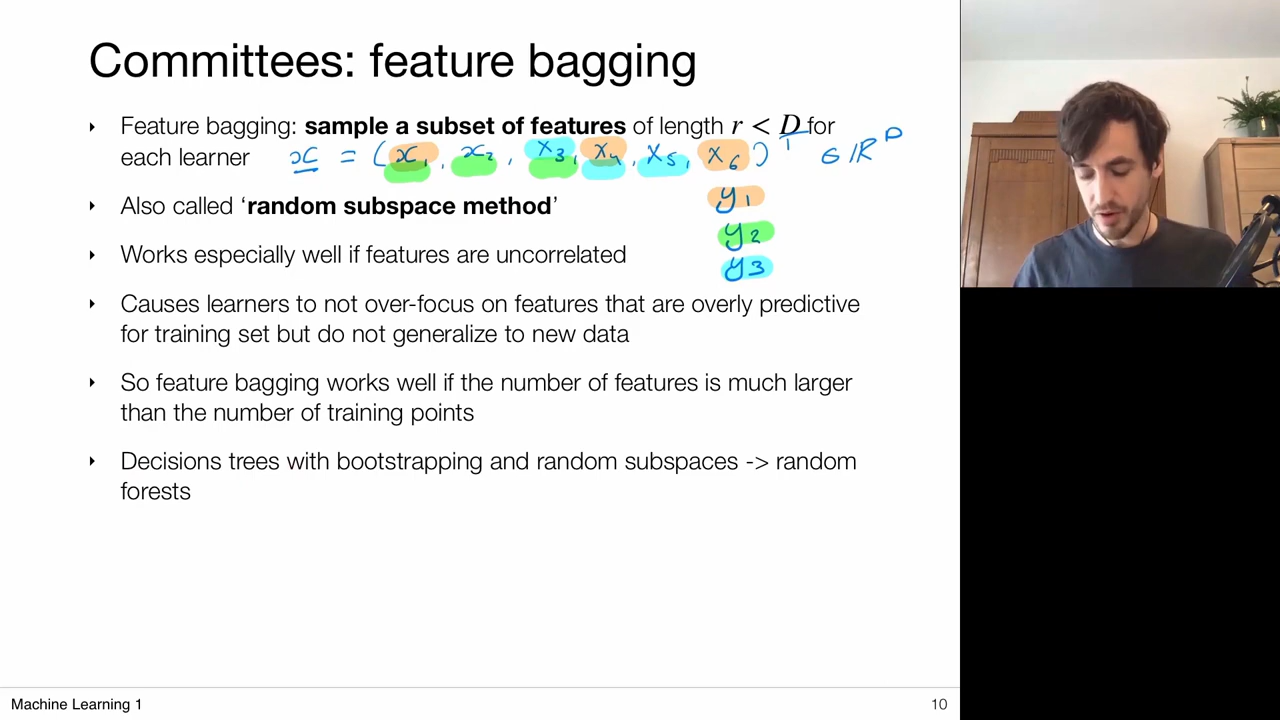 Committees: feature bagging
‣ Feature bagging: sample a subset of features of length r < D for
each learner x = (x₁, x₂, x₃, x₄, x₅, x₆)ᵀ ∈ ℝᴰ
‣ Also called ‘random subspace method’
y₁
y₂
‣ Works especially well if features are uncorrelated
y₃
‣ Causes learners to not over-focus on features that are overly predictive
for training set but do not generalize to new data
‣ So feature bagging works well if the number of features is much larger
than the number of training points
‣ Decisions trees with bootstrapping and random subspaces -> random
forests
Machine Learning 1
10